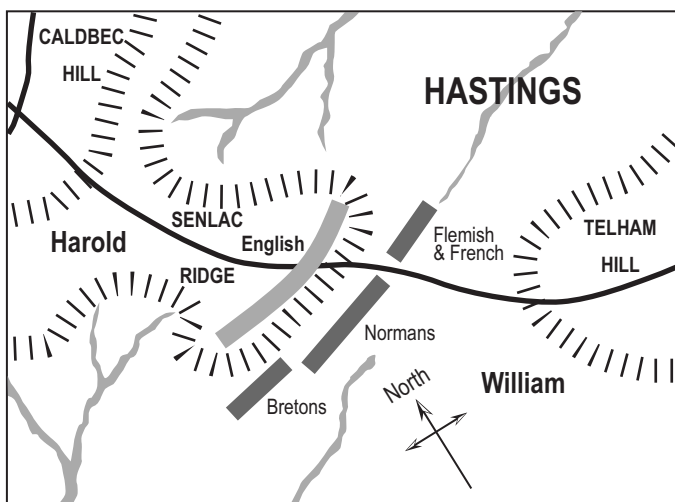 CALDBEC
HILL
HASTINGS
SENLAC
Harold
English
RIDGE
Flemish
& French
TELHAM
HILL
Normans
Bretons
North
William